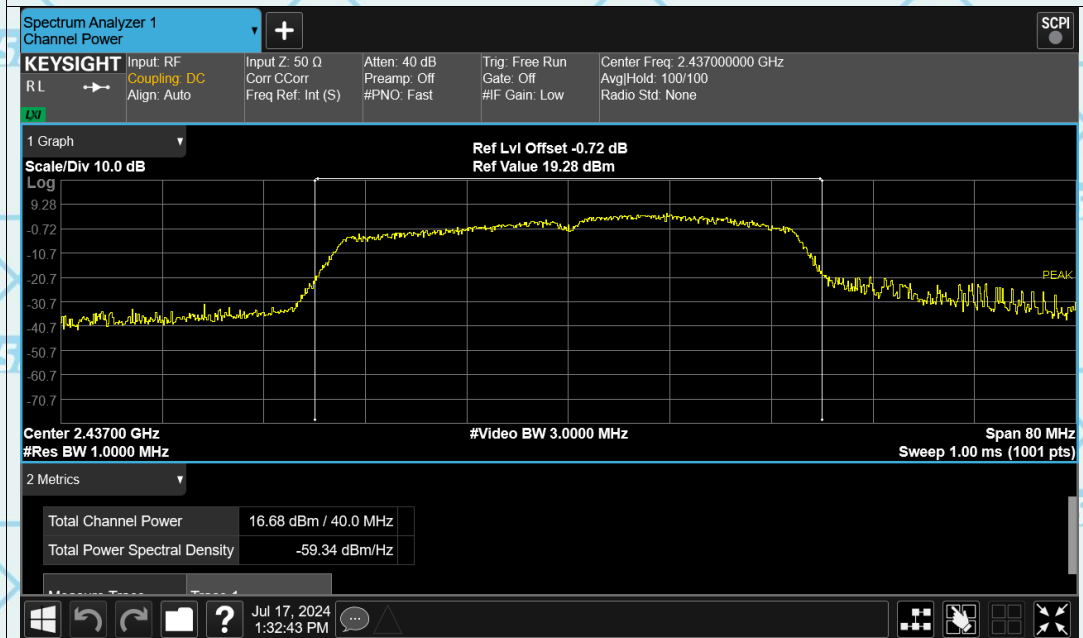 Spectrum Analyzer 1
Channel Power
+
SCPI
KEYSIGHT
RL
LXI
Input: RF
Coupling: DC
Align: Auto
Input Z: 50 Ω
Corr CCorr
Freq Ref: Int (S)
Atten: 40 dB
Preamp: Off
#PNO: Fast
Trig: Free Run
Gate: Off
#IF Gain: Low
Center Freq: 2.437000000 GHz
Avg|Hold: 100/100
Radio Std: None
1 Graph
Scale/Div 10.0 dB
Ref Lvl Offset -0.72 dB
Ref Value 19.28 dBm
Log
9.28
-0.72
-10.7
-20.7
-30.7
-40.7
-50.7
-60.7
-70.7
PEAK
Center 2.43700 GHz
#Video BW 3.0000 MHz
Span 80 MHz
#Res BW 1.0000 MHz
Sweep 1.00 ms (1001 pts)
2 Metrics
Total Channel Power 16.68 dBm / 40.0 MHz
Total Power Spectral Density -59.34 dBm/Hz
Measure Trace Trace 1
?
Jul 17, 2024
1:32:43 PM